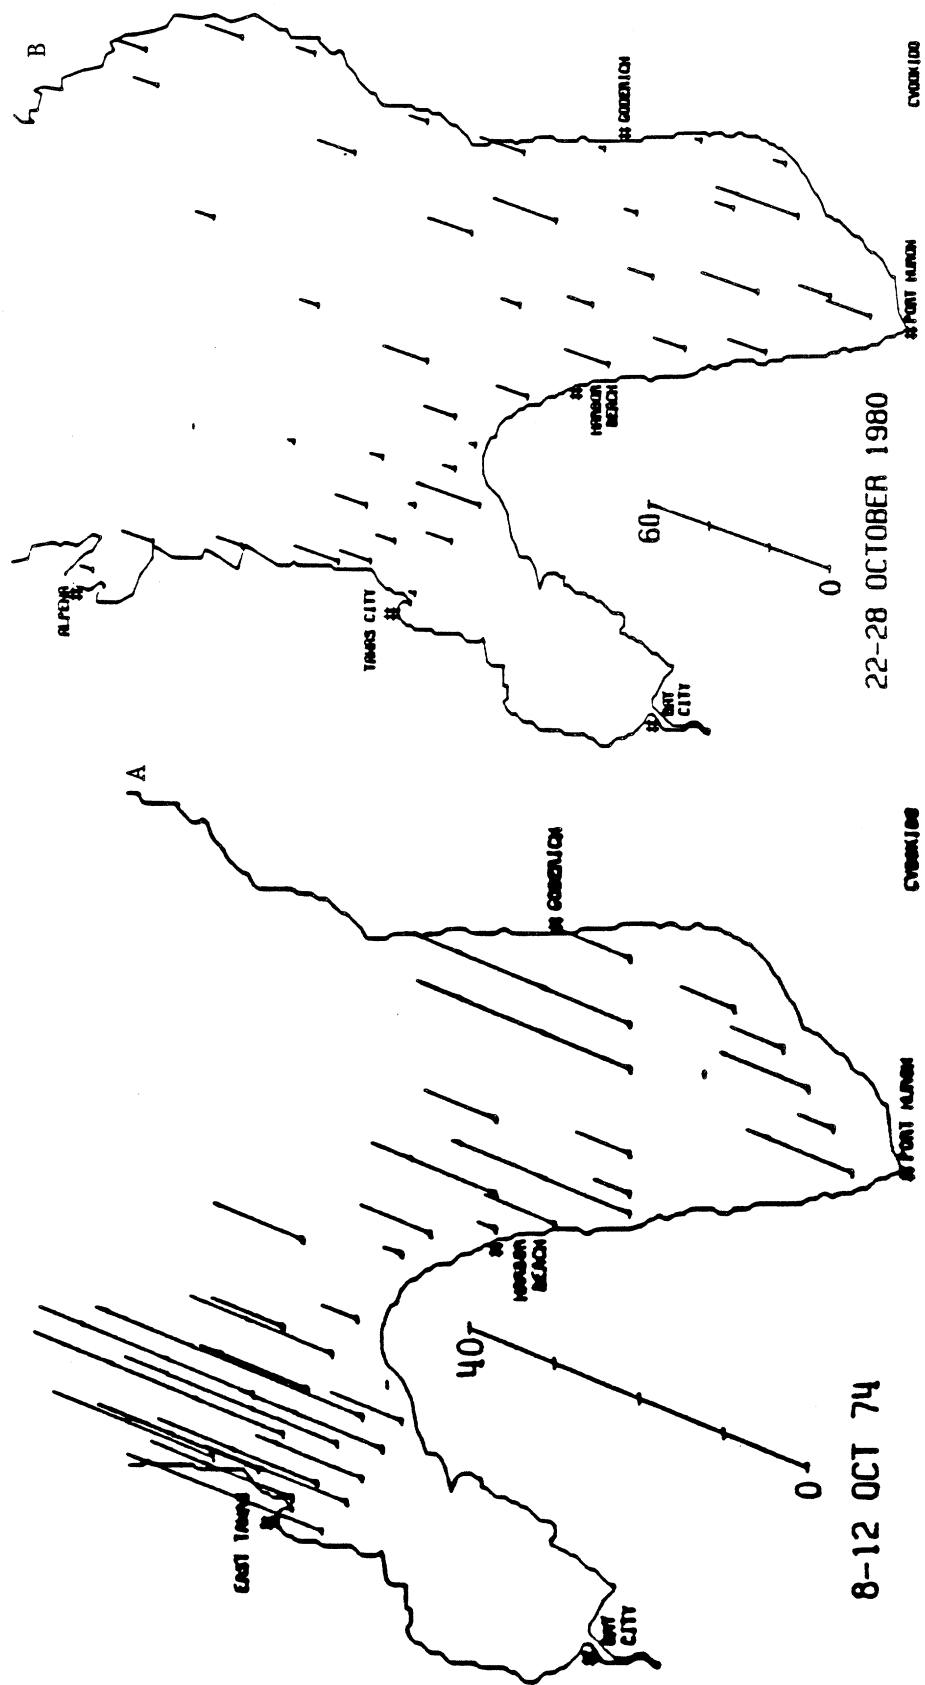 B
ALPENA
TAWAS CITY
GODERICH
HARBOR
BEACH
BAY
CITY
PORT HURON
60
0
22-28 OCTOBER 1980
A
EAST TAWAS
GODERICH
HARBOR
BEACH
BAY
CITY
PORT HURON
40
0
8-12 OCT 74